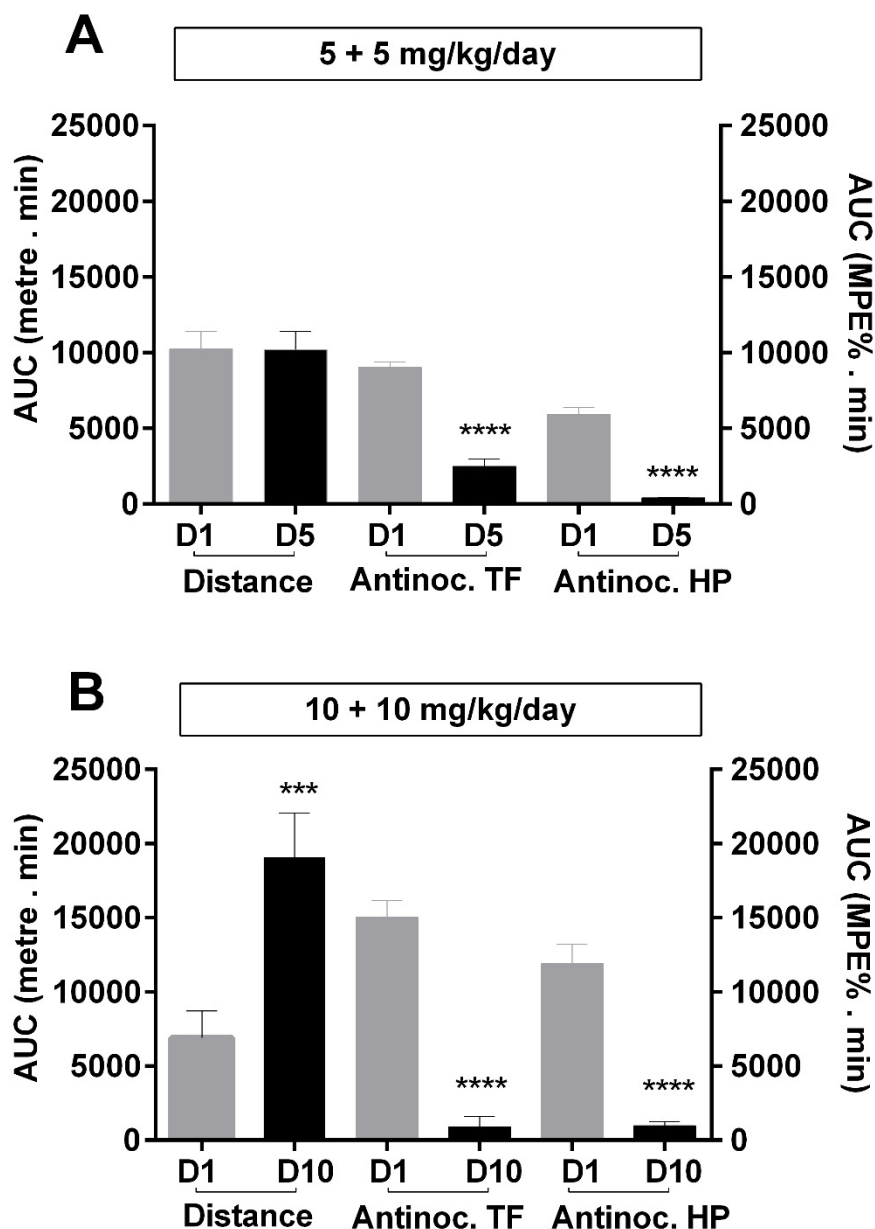 A
5 + 5 mg/kg/day
AUC (metre . min)
25000
20000
15000
10000
5000
0
25000
20000
15000
10000
5000
0
AUC (MPE% . min)
****
****
D1 D5 D1 D5 D1 D5
Distance Antinoc. TF Antinoc. HP
B
10 + 10 mg/kg/day
AUC (metre . min)
25000
20000
15000
10000
5000
0
25000
20000
15000
10000
5000
0
AUC (MPE% . min)
***
****
****
D1 D10 D1 D10 D1 D10
Distance Antinoc. TF Antinoc. HP